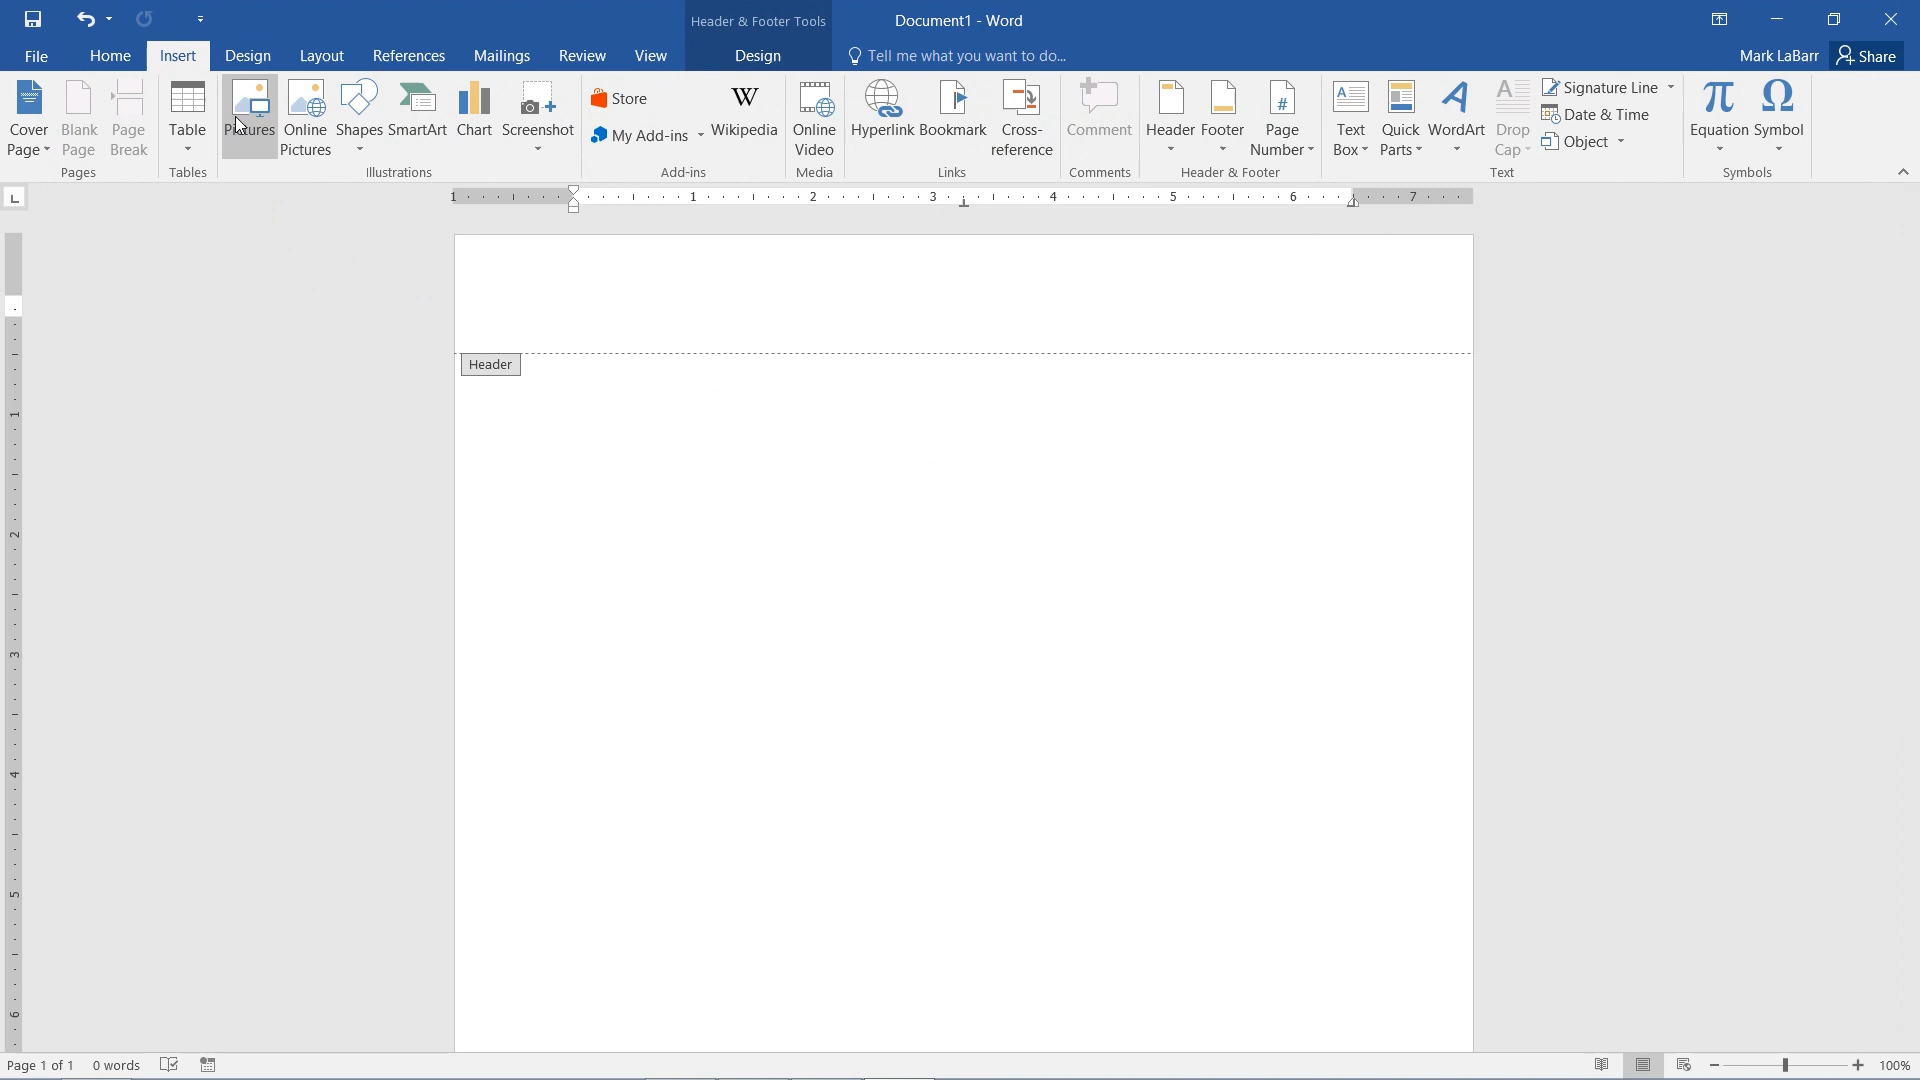 Header & Footer Tools
Document1 - Word
File Home Insert Design Layout References Mailings Review View Design Tell me what you want to do... Mark LaBarr Share
Cover Page
Blank Page
Page Break
Pages
Table
Tables
Pictures
Online Pictures
Shapes
SmartArt
Chart
Screenshot
Illustrations
Store
My Add-ins
W
Wikipedia
Add-ins
Online Video
Media
Hyperlink
Bookmark
Cross-reference
Links
Comment
Comments
Header
Footer
#
Page Number
Header & Footer
A
Text Box
Quick Parts
A
WordArt
A
Drop Cap
Signature Line
Date & Time
Object
Text
π
Equation
Ω
Symbol
Symbols
L
1 1 2 3 4 5 6 7
Header
1
2
3
4
5
6
Page 1 of 1 0 words 100%